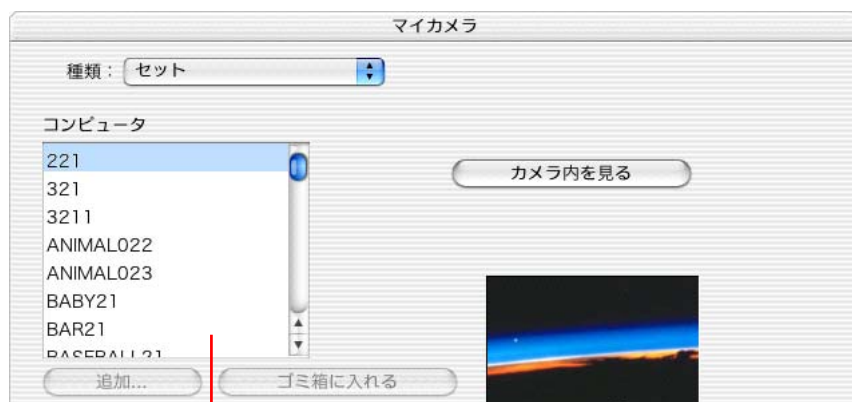 マイカメラ
種類： セット
コンピュータ
221
321
3211
ANIMAL022
ANIMAL023
BABY21
BAR21
BASEBALL21
カメラ内を見る
追加...
ゴミ箱に入れる